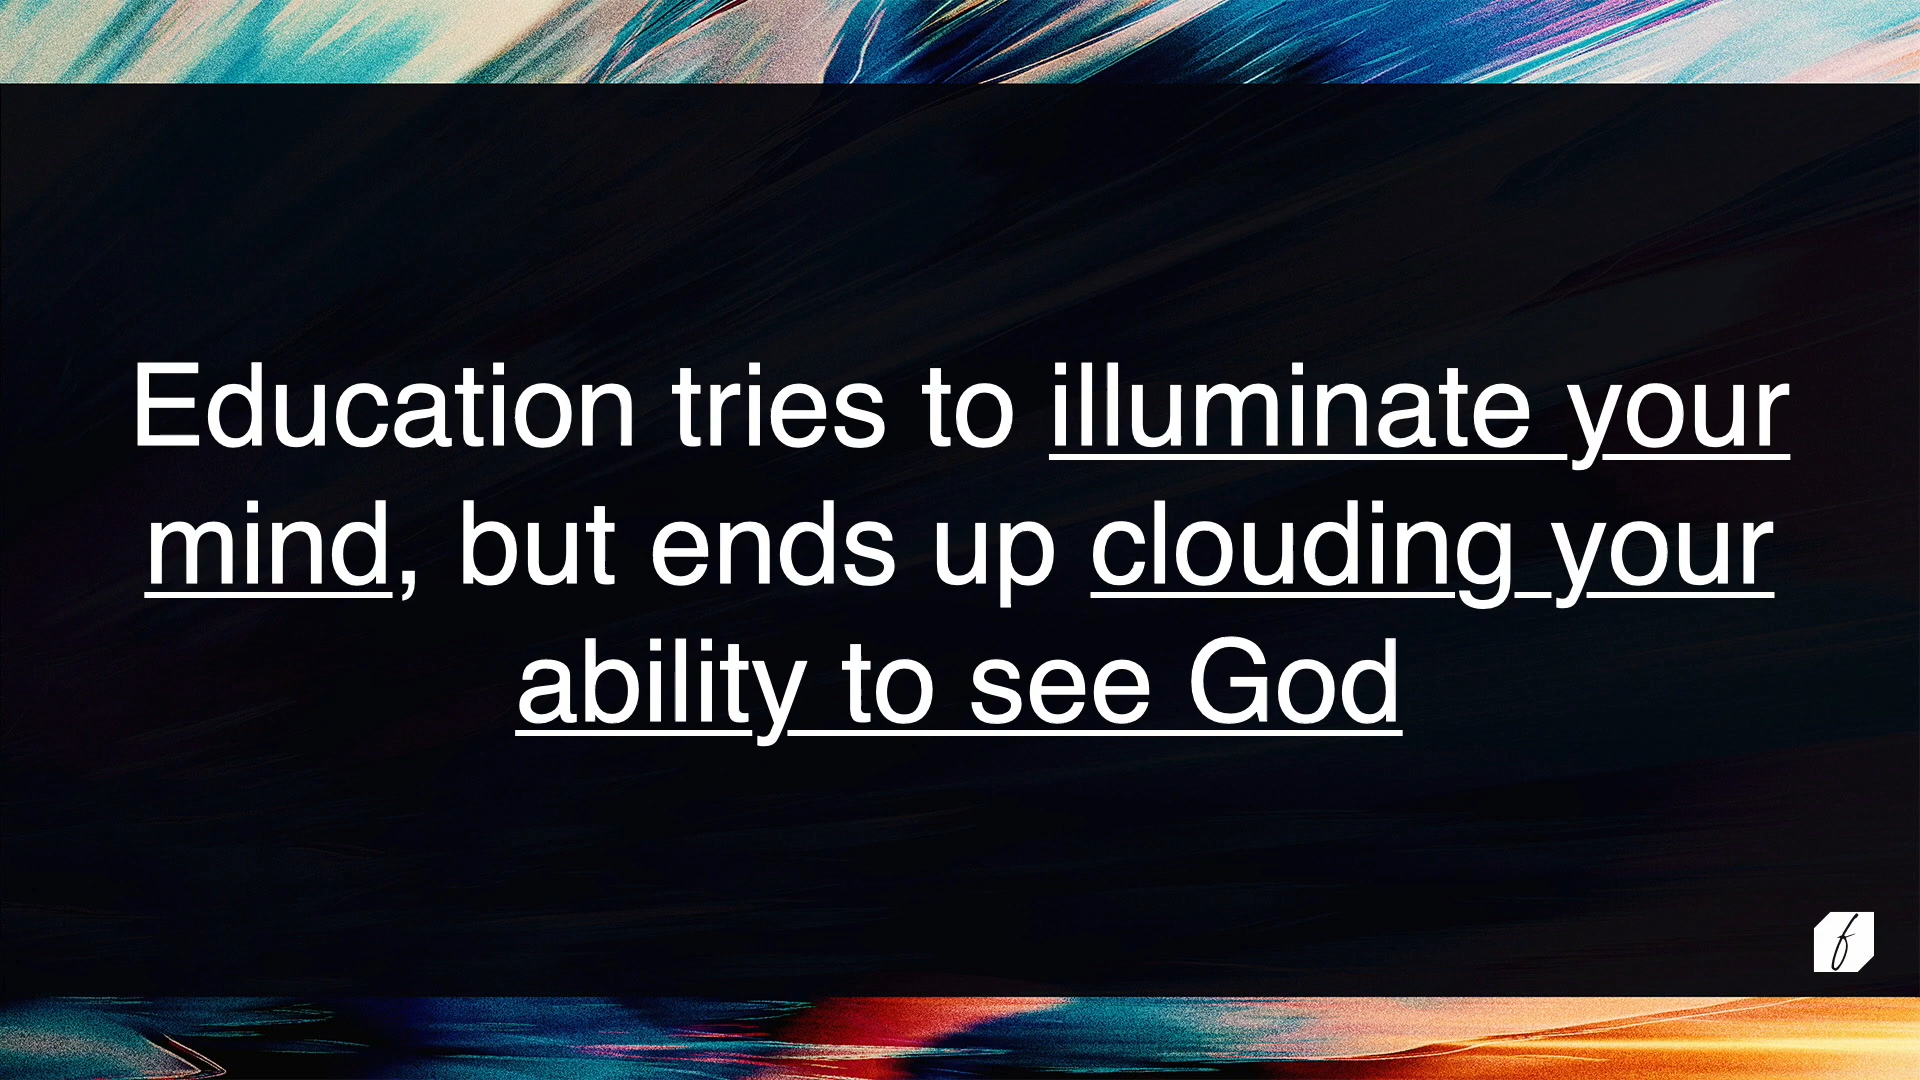 Education tries to illuminate your
mind, but ends up clouding your
ability to see God
f